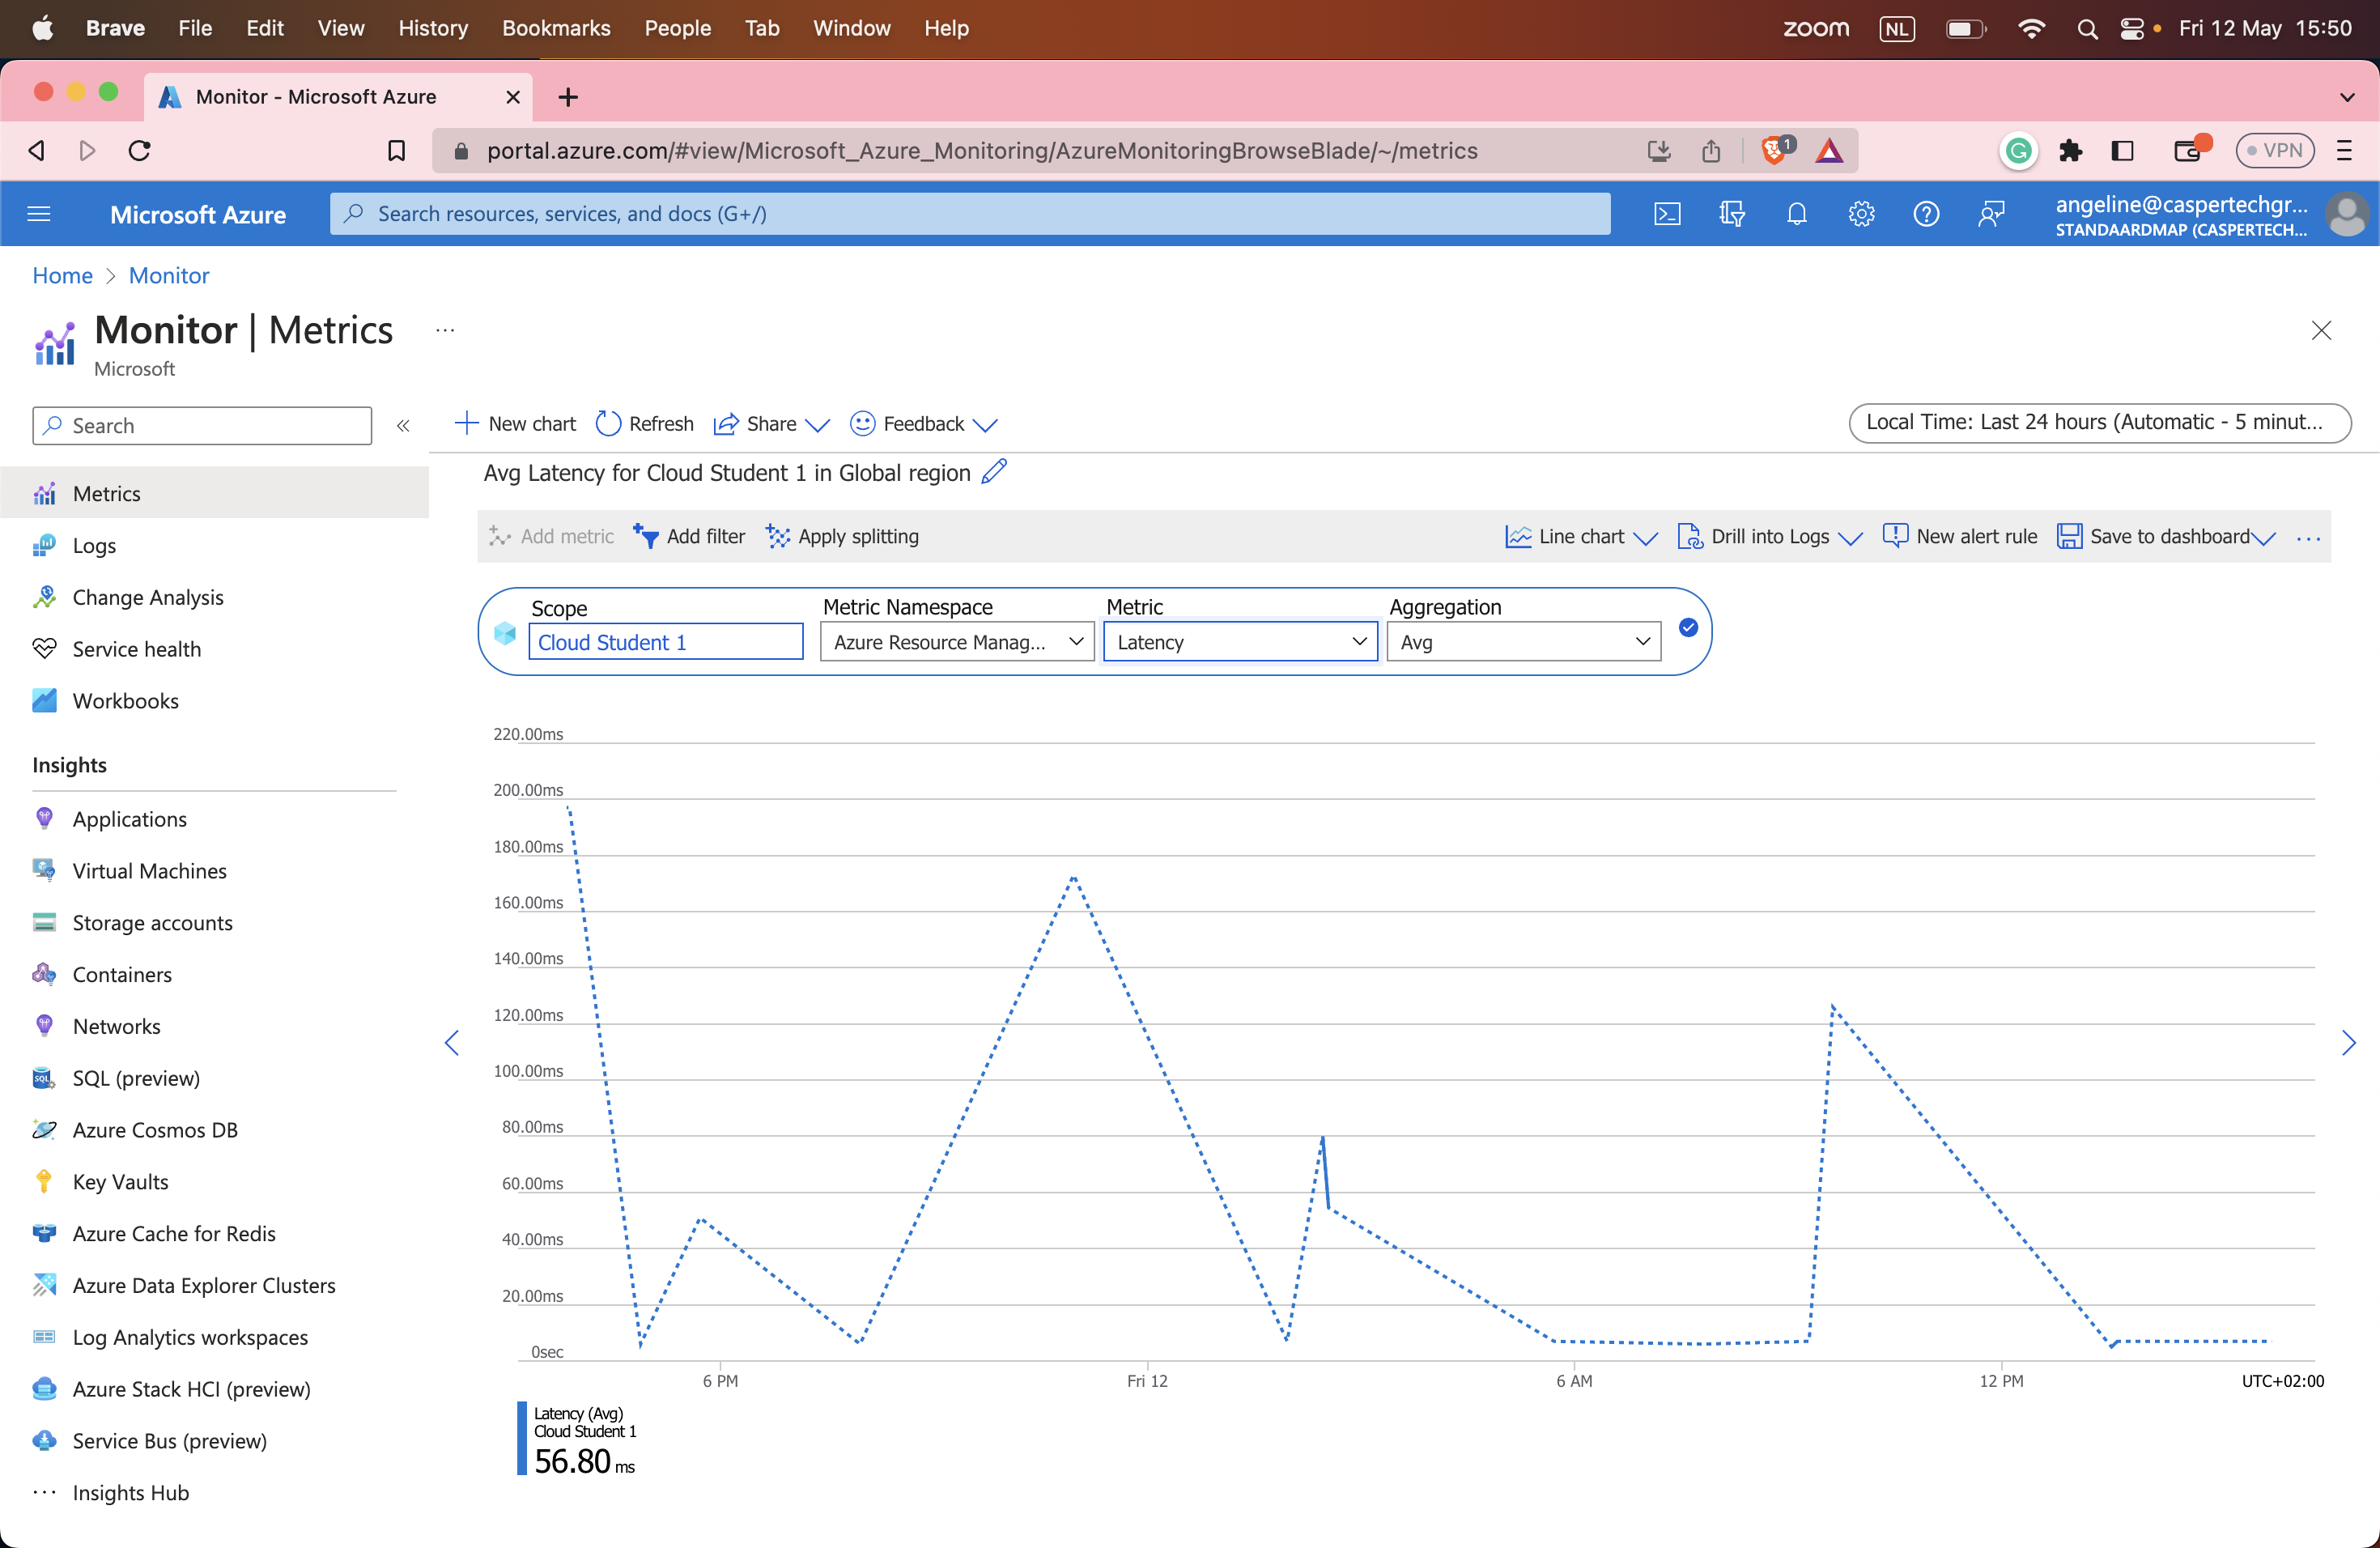 Brave File Edit View History Bookmarks People Tab Window Help zoom NL Fri 12 May 15:50
Monitor - Microsoft Azure
portal.azure.com/#view/Microsoft_Azure_Monitoring/AzureMonitoringBrowseBlade/~/metrics 1 VPN
Microsoft Azure Search resources, services, and docs (G+/) angeline@caspertechgr...
STANDAARDMAP (CASPERTECH...
Home > Monitor
Monitor | Metrics ...
Microsoft
Search «
New chart Refresh Share Feedback Local Time: Last 24 hours (Automatic - 5 minut...
Avg Latency for Cloud Student 1 in Global region
Add metric Add filter Apply splitting Line chart Drill into Logs New alert rule Save to dashboard ...
Scope Metric Namespace Metric Aggregation
Cloud Student 1 Azure Resource Manag... Latency Avg
Metrics
Logs
Change Analysis
Service health
Workbooks
Insights
Applications
Virtual Machines
Storage accounts
Containers
Networks
SQL (preview)
Azure Cosmos DB
Key Vaults
Azure Cache for Redis
Azure Data Explorer Clusters
Log Analytics workspaces
Azure Stack HCI (preview)
Service Bus (preview)
... Insights Hub
220.00ms
200.00ms
180.00ms
160.00ms
140.00ms
120.00ms
100.00ms
80.00ms
60.00ms
40.00ms
20.00ms
0sec
6 PM Fri 12 6 AM 12 PM UTC+02:00
Latency (Avg)
Cloud Student 1
56.80 ms